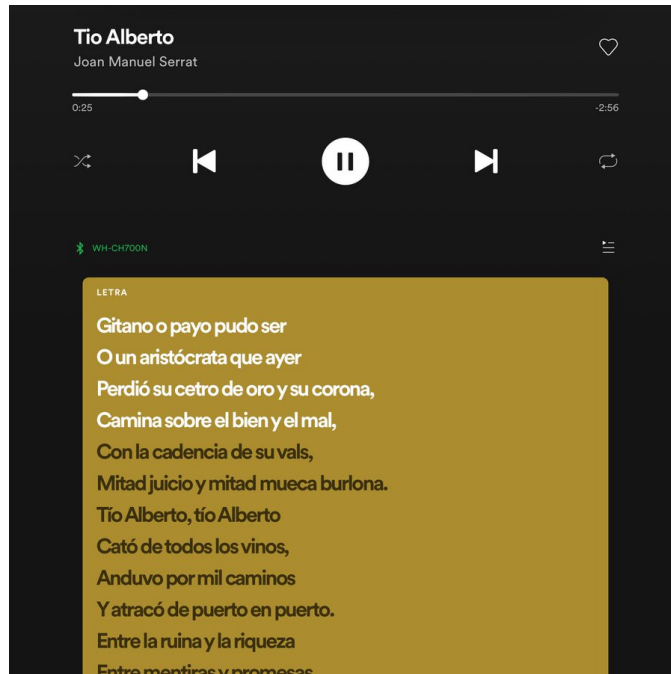 Tio Alberto
Joan Manuel Serrat
0:25
-2:56
WH-CH700N
LETRA
Gitano o payo pudo ser
O un aristócrata que ayer
Perdió su cetro de oro y su corona,
Camina sobre el bien y el mal,
Con la cadencia de su vals,
Mitad juicio y mitad mueca burlona.
Tío Alberto, tío Alberto
Cató de todos los vinos,
Anduvo por mil caminos
Y atracó de puerto en puerto.
Entre la ruina y la riqueza
Entre mentiras y promesas